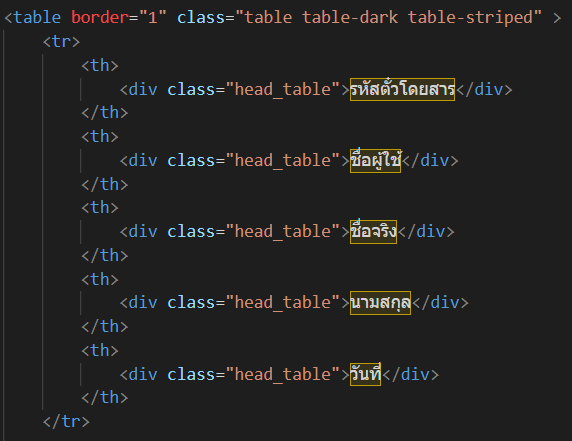 <table border="1" class="table table-dark table-striped" >
<tr>
<th>
<div class="head_table">รหัสตั๋วโดยสาร</div>
</th>
<th>
<div class="head_table">ชื่อผู้ใช้</div>
</th>
<th>
<div class="head_table">ชื่อจริง</div>
</th>
<th>
<div class="head_table">นามสกุล</div>
</th>
<th>
<div class="head_table">วันที่</div>
</th>
</tr>